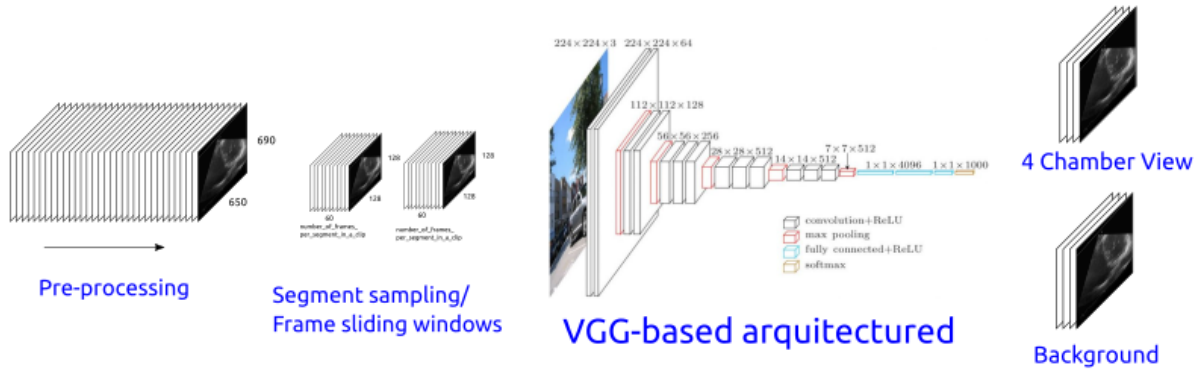 690
650
Pre-processing
128
128
60
number_of_frames_
per_segment_in_a_clip
128
128
60
number_of_frames_
per_segment_in_a_clip
Segment sampling/
Frame sliding windows
224×224×3
224×224×64
112×112×128
56×56×256
28×28×512
14×14×512
7×7×512
1×1×4096
1×1×1000
convolution+ReLU
max pooling
fully connected+ReLU
softmax
VGG-based arquitectured
4 Chamber View
Background